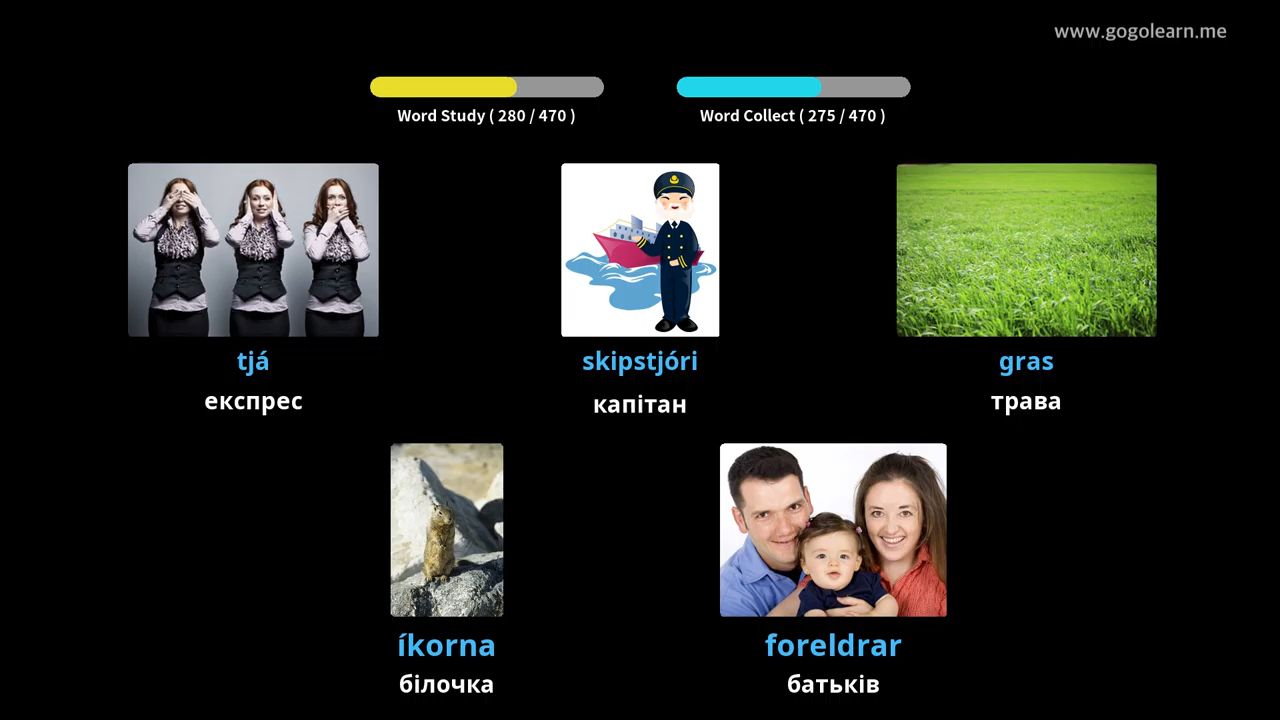 www.gogolearn.me
Word Study ( 280 / 470 )
Word Collect ( 275 / 470 )
tjá
експрес
skipstjóri
капітан
gras
трава
íkorna
білочка
foreldrar
батьків